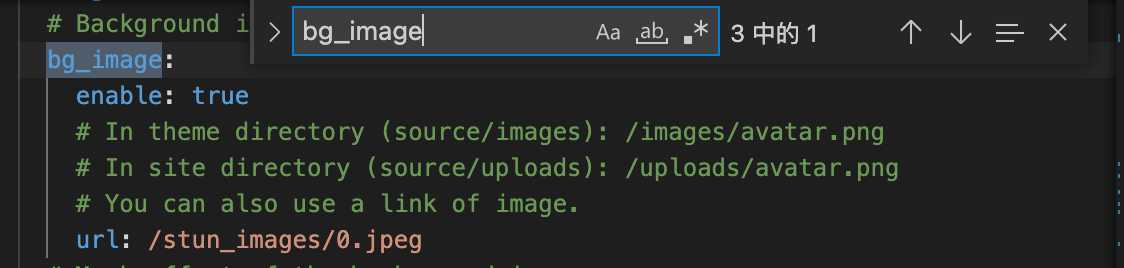 # Background i
bg_image
Aa
ab
.*
3 中的 1
bg_image:
enable: true
# In theme directory (source/images): /images/avatar.png
# In site directory (source/uploads): /uploads/avatar.png
# You can also use a link of image.
url: /stun_images/0.jpeg